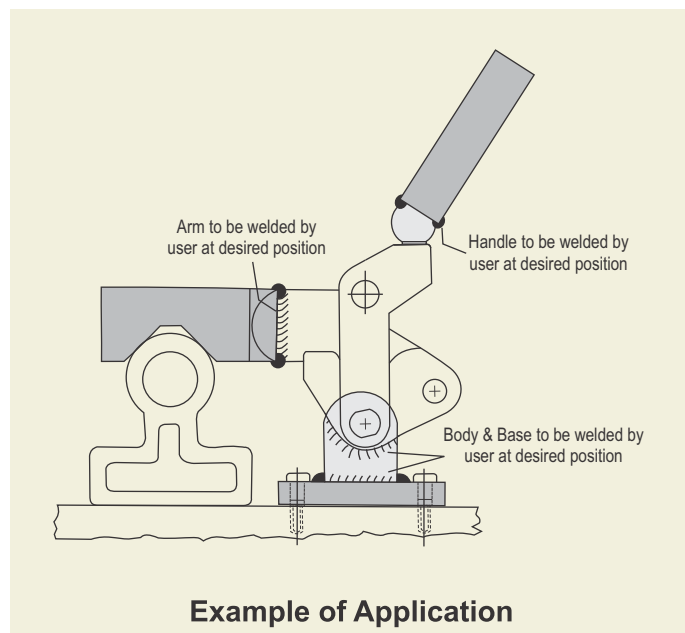 Arm to be welded by
user at desired position
Handle to be welded by
user at desired position
Body & Base to be welded by
user at desired position
Example of Application